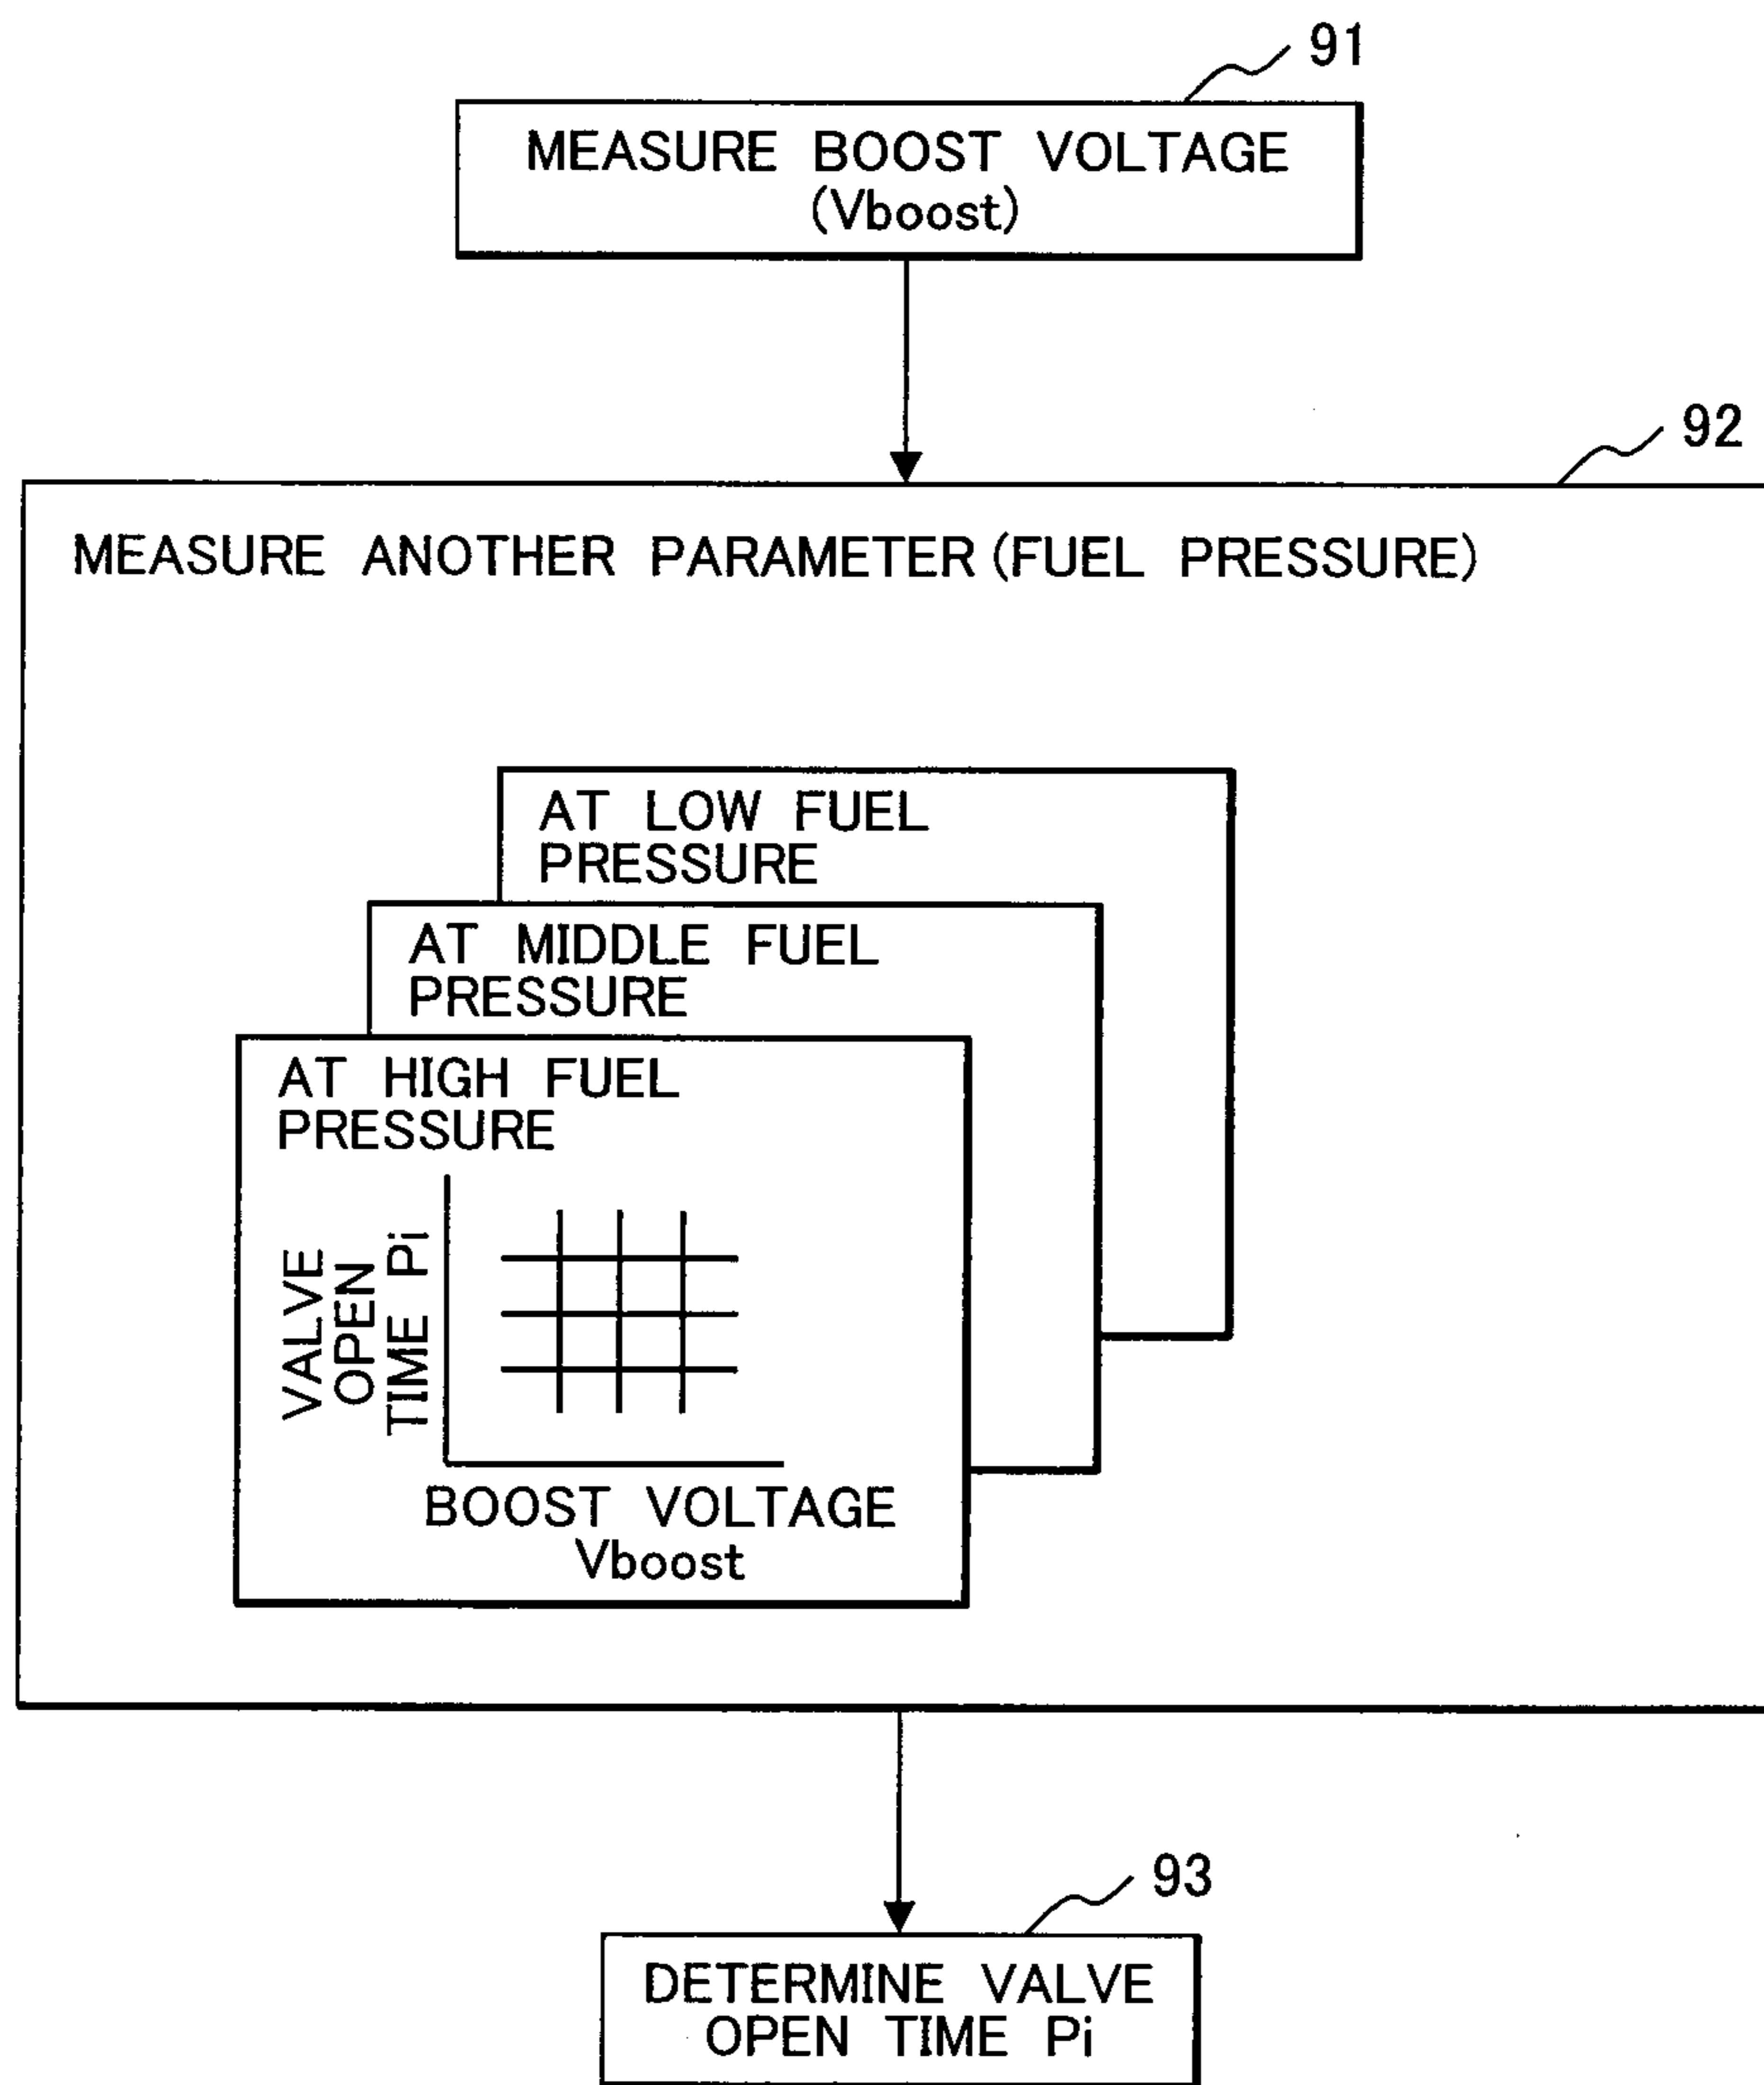 91
MEASURE BOOST VOLTAGE
(Vboost)
92
MEASURE ANOTHER PARAMETER (FUEL PRESSURE)
AT LOW FUEL
PRESSURE
AT MIDDLE FUEL
PRESSURE
AT HIGH FUEL
PRESSURE
VALVE
OPEN
TIME Pi
BOOST VOLTAGE
Vboost
93
DETERMINE VALVE
OPEN TIME Pi